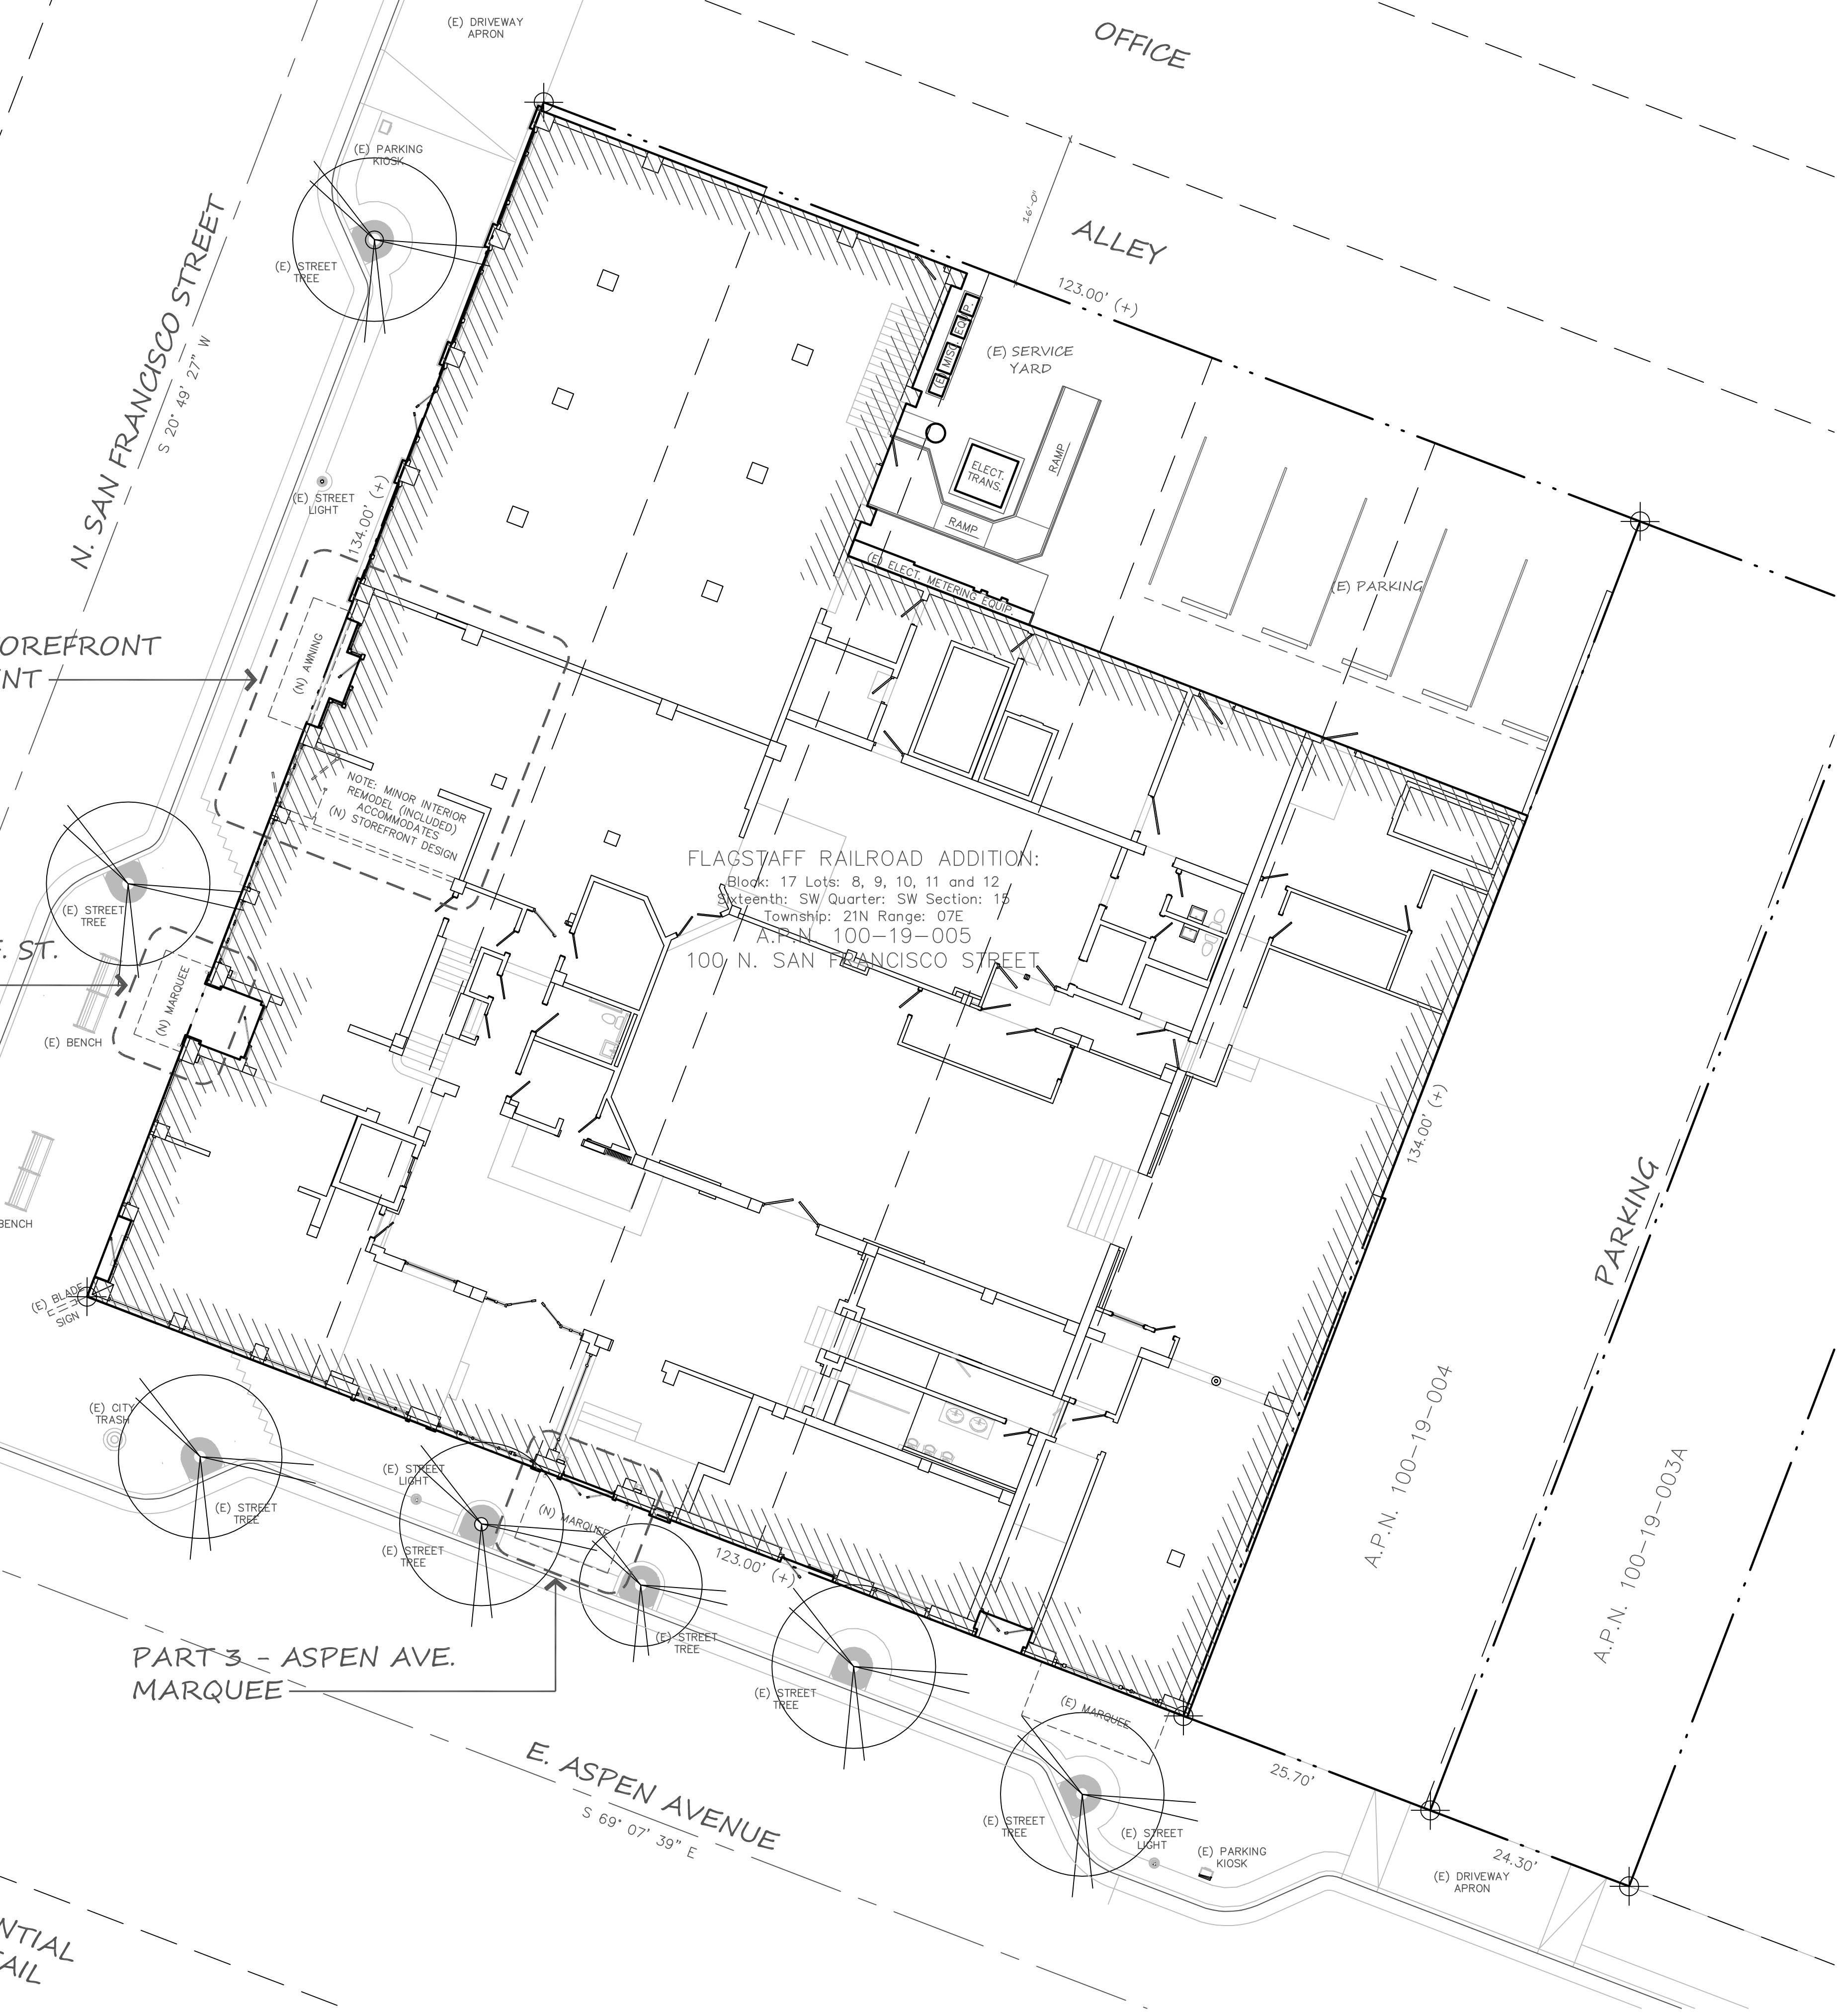 (E) DRIVEWAY
APRON
OFFICE
(E) PARKING
KIOSK
16'-0"
ALLEY
123.00' (+)
N. SAN FRANCISCO STREET
S 20° 49' 27" W
(E) STREET
TREE
(E) MISC. EQ P.
(E) SERVICE
YARD
ELECT.
TRANS.
RAMP
RAMP
(E) STREET
LIGHT
134.00' (+)
(E) ELECT. METERING EQUIP.
(E) PARKING
OREFRONT
NT
(N) AWNING
NOTE: MINOR INTERIOR
REMODEL (INCLUDED)
ACCOMMODATES
(N) STOREFRONT DESIGN
FLAGSTAFF RAILROAD ADDITION:
Block: 17 Lots: 8, 9, 10, 11 and 12
Sixteenth: SW Quarter: SW Section: 15
Township: 21N Range: 07E
A.P.N. 100-19-005
100 N. SAN FRANCISCO STREET
(E) STREET
TREE
. ST.
(N) MARQUEE
(E) BENCH
BENCH
134.00' (+)
PARKING
(E) BLADE
SIGN
A.P.N. 100-19-004
A.P.N. 100-19-003A
(E) CITY
TRASH
(E) STREET
TREE
(E) STREET
LIGHT
(E) STREET
TREE
(N) MARQUEE
123.00' (+)
(E) STREET
TREE
(E) STREET
TREE
PART 3 - ASPEN AVE.
MARQUEE
(E) MARQUEE
E. ASPEN AVENUE
S 69° 07' 39" E
25.70'
(E) STREET
TREE
(E) STREET
LIGHT
(E) PARKING
KIOSK
24.30'
(E) DRIVEWAY
APRON
NTIAL
AIL